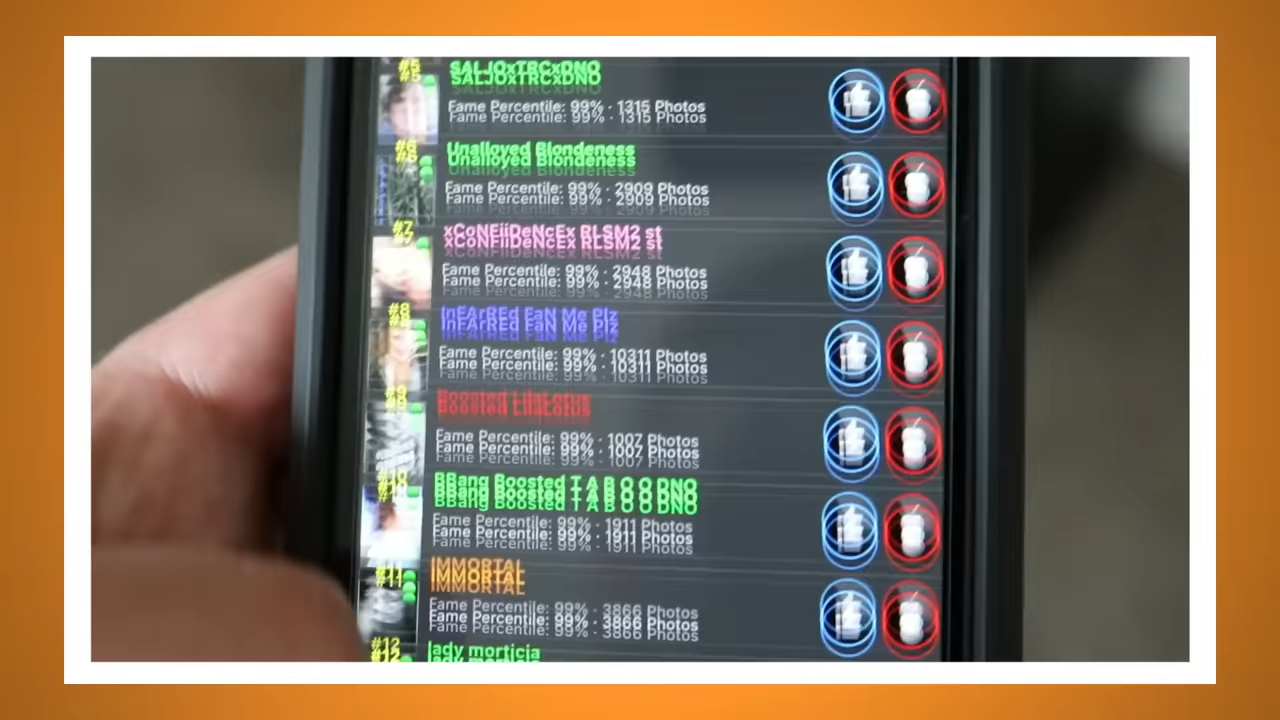 #5
SALJOxTRCxDNO
Fame Percentile: 99% · 1315 Photos
#6
Unalloyed Blondeness
Fame Percentile: 99% · 2909 Photos
#7
xCoNFiiDeNcEx RLSM2 st
Fame Percentile: 99% · 2948 Photos
#8
InFArREd FaN Me Plz
Fame Percentile: 99% · 10311 Photos
#9
Boosted
Fame Percentile: 99% · 1007 Photos
#10
BBang Boosted T A B O O DNO
Fame Percentile: 99% · 1911 Photos
#11
IMMORTAL
Fame Percentile: 99% · 3866 Photos
#12
lady morticia